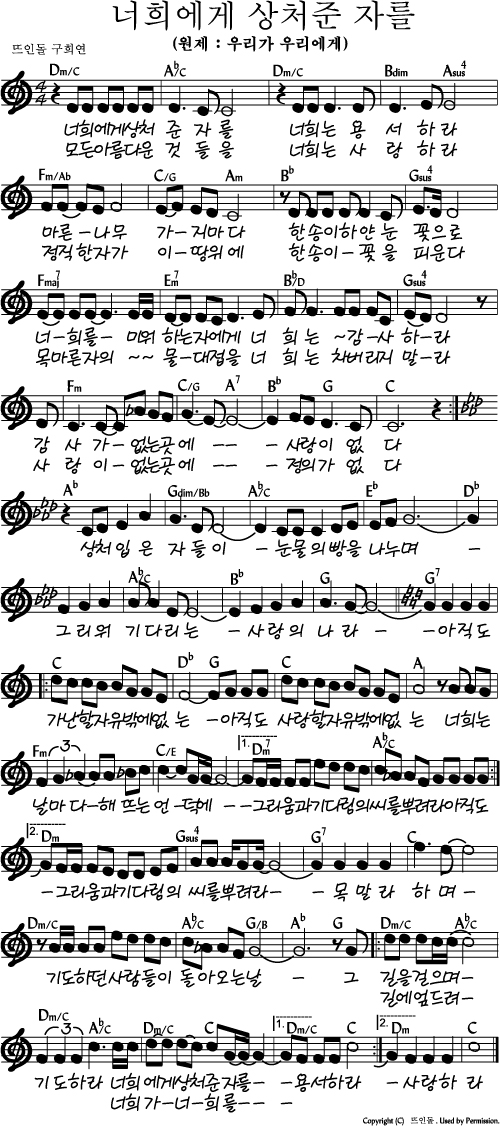 너희에게 상처준 자를
뜨인돌 구희연
(원제 : 우리가 우리에게)
Dm/C A♭/C Dm/C Bdim Asus4
너희에게상처 준 자 를 너희는 용 서 하 라
모든아름다운 것 들 을 너희는 사 랑 하 라
Fm/Ab C/G Am B♭ Gsus4
마른 - 나무 가 - 지마다 한송이하얀 눈 꽃으로
정직한자가 이 - 땅위에 한송이 - 꽃을 피운다
Fmaj7 Em7 B♭/D Gsus4
너 - 희를 - 미워 하는자에게 너 희 는 ~감 - 사 하 - 라
목마른자의 ~~ 물 - 대접을 너 희 는 차버리지 말 - 라
Fm C/G A7 B♭ G C
감 사 가 - 없는곳 에 - - - 사랑이 없 다
사 랑 이 - 없는곳 에 - - - 정의가 없 다
A♭ Gdim/Bb A♭/C E♭ D♭
상처 입 은 자 들 이 - 눈물 의 빵을 나누며 -
A♭/C B♭ G G7
그 리 워 기 다리 는 - - 사랑 의 나 라 - - 아직도
C D♭ G C A
가난할자유밖에없 는 - 아직도 사랑할자유밖에없 는 너희는
Fm 3 C/E 1. Dm7 A♭/C
날마 다 - 해 뜨는 언 - 덕에 - - 그리움과기다림의씨를뿌려라아직도
2. Dm Gsus4 G7 C
- 그리움과기다림의 씨를뿌려라 - - 목 말 라 하 며 -
Dm/C A♭/C G/B A♭ G Dm/C A♭/C
기도하던사람들이 돌아오는날 - - 그 길을걸으며 -
길에엎드려 -
Dm/C 3 3 A♭/C Dm/C C 1. Dm C 2. Dm C
기 도 하 라 너희 에게상처준자를 - - 용서하라 - 사랑하 라
너희 가 - 너 - 희를 - - -
Copyright (C) 뜨인돌 . Used by Permission.